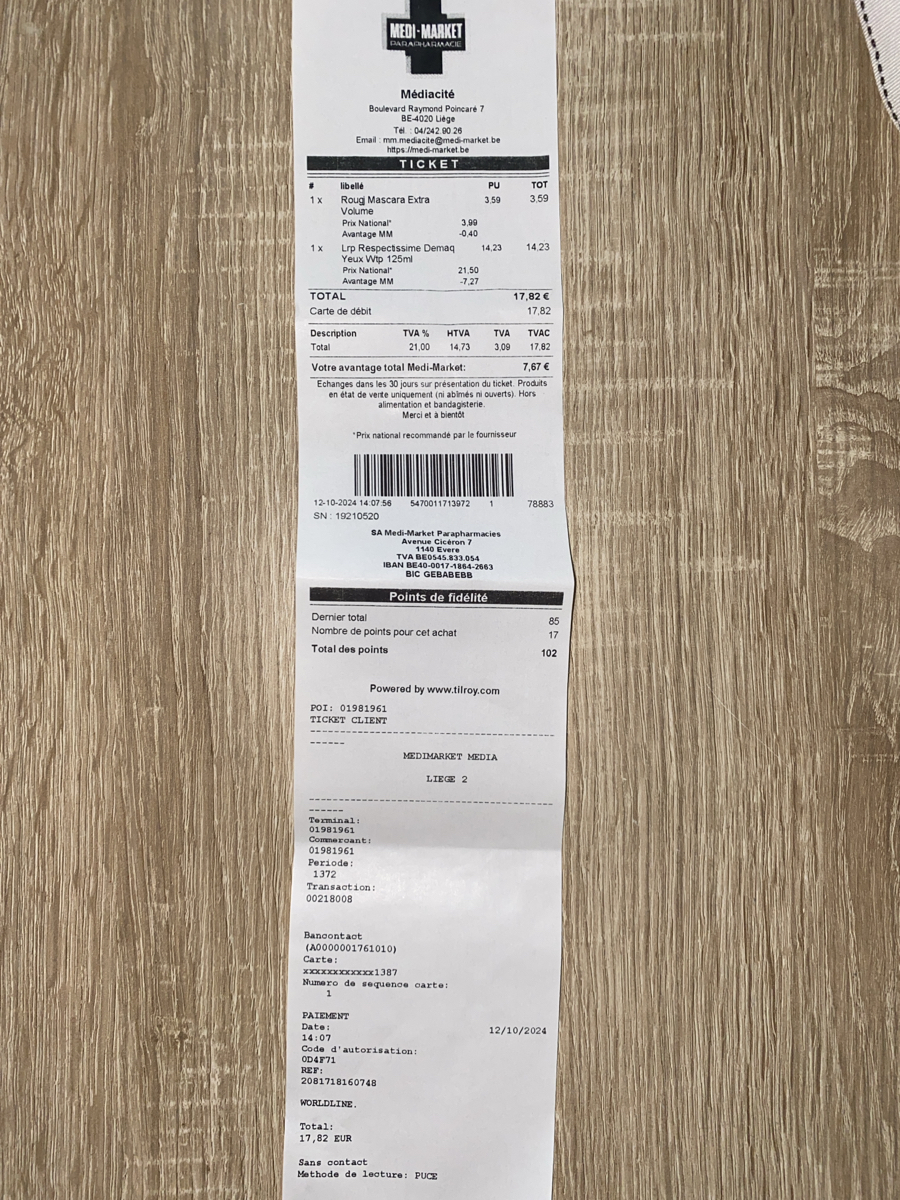 MEDI-MARKET
PARAPHARMACIE
Médiacité
Boulevard Raymond Poincaré 7
BE-4020 Liège
Tél. : 04/242.90.26
Email : mm.mediacite@medi-market.be
https://medi-market.be
TICKET
# libellé PU TOT
1 x Rougj Mascara Extra 3,59 3,59
Volume
Prix National* 3,99
Avantage MM -0,40
1 x Lrp Respectissime Demaq 14,23 14,23
Yeux Wtp 125ml
Prix National* 21,50
Avantage MM -7,27
TOTAL 17,82 €
Carte de débit 17,82
Description TVA % HTVA TVA TVAC
Total 21,00 14,73 3,09 17,82
Votre avantage total Medi-Market: 7,67 €
Echanges dans les 30 jours sur présentation du ticket. Produits
en état de vente uniquement (ni abîmés ni ouverts). Hors
alimentation et bandagisterie.
Merci et à bientôt
*Prix national recommandé par le fournisseur
12-10-2024 14:07:56 5470011713972 1 78883
SN : 19210520
SA Medi-Market Parapharmacies
Avenue Cicéron 7
1140 Evere
TVA BE0545.833.054
IBAN BE40-0017-1864-2663
BIC GEBABEBB
Points de fidélité
Dernier total 85
Nombre de points pour cet achat 17
Total des points 102
Powered by www.tilroy.com
POI: 01981961
TICKET CLIENT
MEDIMARKET MEDIA
LIEGE 2
Terminal:
01981961
Commercant:
01981961
Periode:
1372
Transaction:
00218008
Bancontact
(A0000001761010)
Carte:
xxxxxxxxxxxx1387
Numero de sequence carte:
1
PAIEMENT
Date: 12/10/2024
14:07
Code d'autorisation:
0D4F71
REF:
2081718160748
WORLDLINE.
Total:
17,82 EUR
Sans contact
Methode de lecture: PUCE